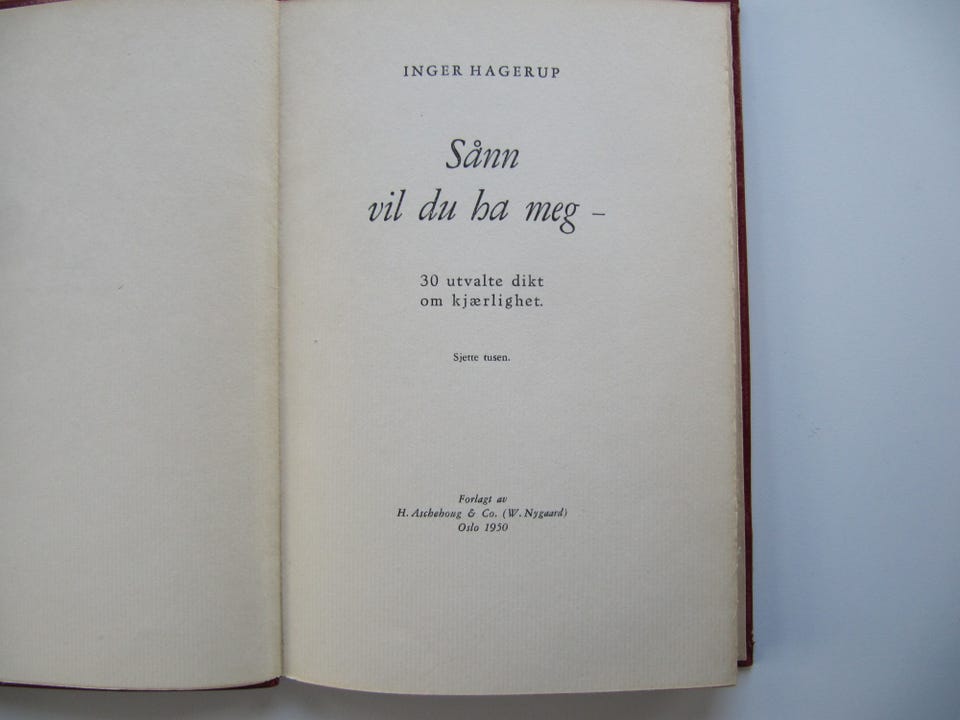 INGER HAGERUP
Sånn
vil du ha meg –
30 utvalte dikt
om kjærlighet.
Sjette tusen.
Forlagt av
H. Aschehoug & Co. (W. Nygaard)
Oslo 1950